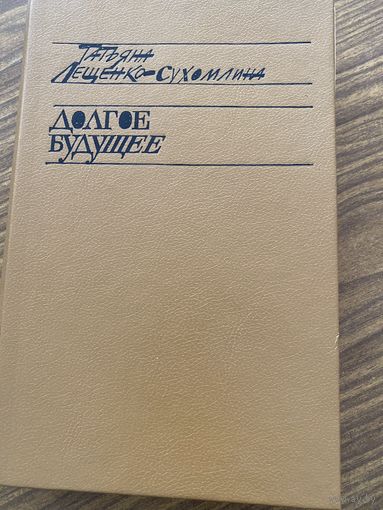 Татьяна
Лещенко-Сухомлина
Долгое
будущее